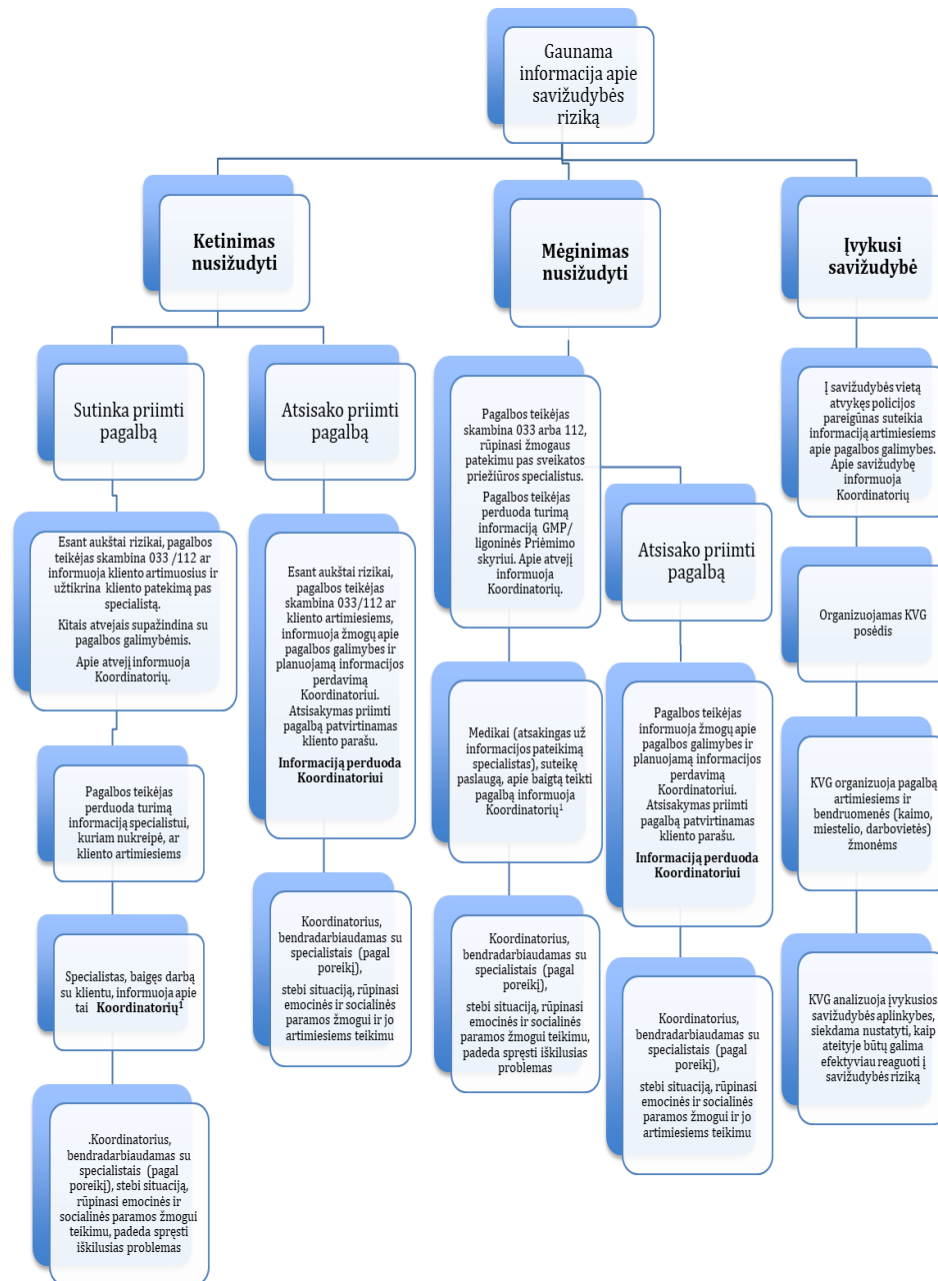 Gaunama
informacija apie
savižudybės
riziką
Ketinimas
nusižudyti
Sutinka priimti
pagalbą
Esant aukštai rizikai, pagalbos
teikėjas skambina 033 /112 ar
informuoja kliento artimuosius ir
užtikrina kliento patekimą pas
specialistą.
Kitais atvejais supažindina su
pagalbos galimybėmis.
Apie atvejį informuoja
Koordinatorių.
Pagalbos teikėjas
perduoda turimą
informaciją specialistui,
kuriam nukreipė, ar
kliento artimiesiems
Specialistas, baigęs darbą
su klientu, informuoja apie
tai Koordinatorių¹
.Koordinatorius,
bendradarbiaudamas su
specialistais (pagal
poreikį), stebi situaciją,
rūpinasi emocinės ir
socialinės paramos žmogui
teikimu, padeda spręsti
iškilusias problemas
Atsisako priimti
pagalbą
Esant aukštai rizikai,
pagalbos teikėjas
skambina 033/112 ar
kliento artimiesiems,
informuoja žmogų apie
pagalbos galimybes ir
planuojamą informacijos
perdavimą
Koordinatoriui.
Atsisakymas priimti
pagalbą patvirtinamas
kliento parašu.
Informaciją perduoda
Koordinatoriui
Koordinatorius,
bendradarbiaudamas su
specialistais (pagal
poreikį),
stebi situaciją, rūpinasi
emocinės ir socialinės
paramos žmogui ir jo
artimiesiems teikimu
Mėginimas
nusižudyti
Pagalbos teikėjas
skambina 033 arba 112,
rūpinasi žmogaus
patekimu pas sveikatos
priežiūros specialistus.
Pagalbos teikėjas
perduoda turimą
informaciją GMP/
ligoninės Priėmimo
skyriui. Apie atvejį
informuoja
Koordinatorių.
Medikai (atsakingas už
informacijos pateikimą
specialistas), suteikę
paslaugą, apie baigtą teikti
pagalbą informuoja
Koordinatorių¹
Koordinatorius,
bendradarbiaudamas su
specialistais (pagal
poreikį),
stebi situaciją, rūpinasi
emocinės ir socialinės
paramos žmogui teikimu,
padeda spręsti iškilusias
problemas
Atsisako priimti
pagalbą
Pagalbos teikėjas
informuoja žmogų apie
pagalbos galimybes ir
planuojamą informacijos
perdavimą
Koordinatoriui.
Atsisakymas priimti
pagalbą patvirtinamas
kliento parašu.
Informaciją perduoda
Koordinatoriui
Koordinatorius,
bendradarbiaudamas su
specialistais (pagal
poreikį),
stebi situaciją, rūpinasi
emocinės ir socialinės
paramos žmogui ir jo
artimiesiems teikimu
Įvykusi
savižudybė
Į savižudybės vietą
atvykęs policijos
pareigūnas suteikia
informaciją artimiesiems
apie pagalbos galimybes.
Apie savižudybę
informuoja
Koordinatorių
Organizuojamas KVG
posėdis
KVG organizuoja pagalbą
artimiesiems ir
bendruomenės (kaimo,
miestelio, darbovietės)
žmonėms
KVG analizuoja įvykusios
savižudybės aplinkybes,
siekdama nustatyti, kaip
ateityje būtų galima
efektyviau reaguoti į
savižudybės riziką